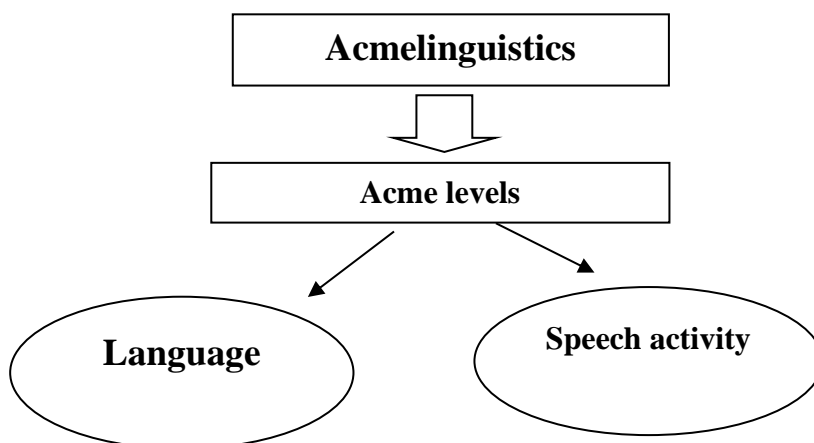 Acmelinguistics
Acme levels
Language
Speech activity